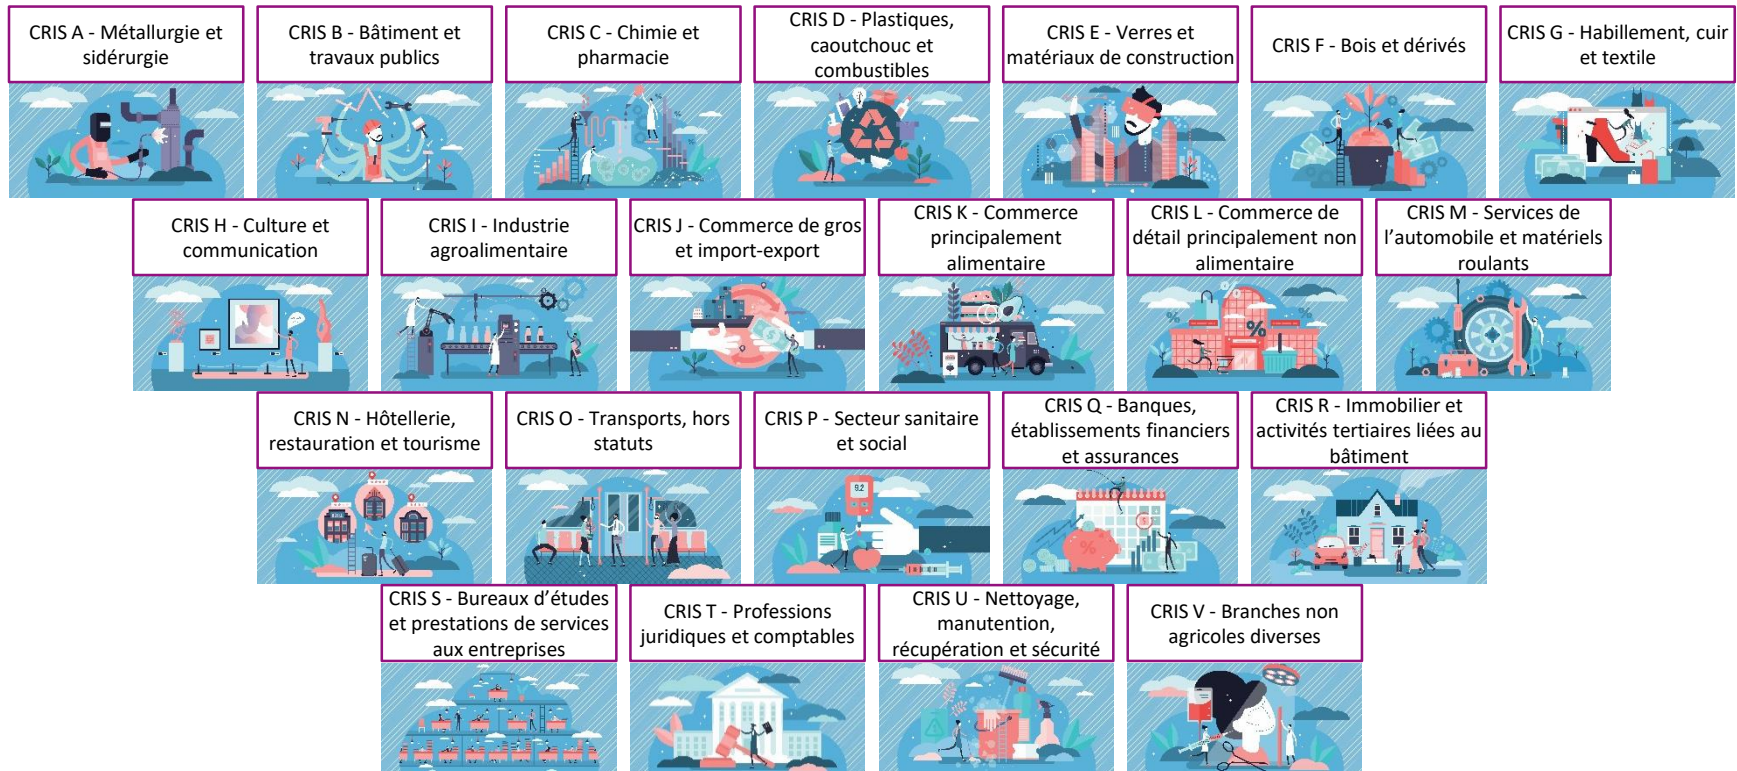 CRIS A - Métallurgie et
sidérurgie
CRIS B - Bâtiment et
travaux publics
CRIS C - Chimie et
pharmacie
CRIS D - Plastiques,
caoutchouc et
combustibles
CRIS E - Verres et
matériaux de construction
CRIS F - Bois et dérivés
CRIS G - Habillement, cuir
et textile
CRIS H - Culture et
communication
CRIS I - Industrie
agroalimentaire
CRIS J - Commerce de gros
et import-export
CRIS K - Commerce
principalement
alimentaire
CRIS L - Commerce de
détail principalement non
alimentaire
CRIS M - Services de
l’automobile et matériels
roulants
CRIS N - Hôtellerie,
restauration et tourisme
CRIS O - Transports, hors
statuts
CRIS P - Secteur sanitaire
et social
9.2
CRIS Q - Banques,
établissements financiers
et assurances
CRIS R - Immobilier et
activités tertiaires liées au
bâtiment
CRIS S - Bureaux d’études
et prestations de services
aux entreprises
CRIS T - Professions
juridiques et comptables
CRIS U - Nettoyage,
manutention,
récupération et sécurité
CRIS V - Branches non
agricoles diverses